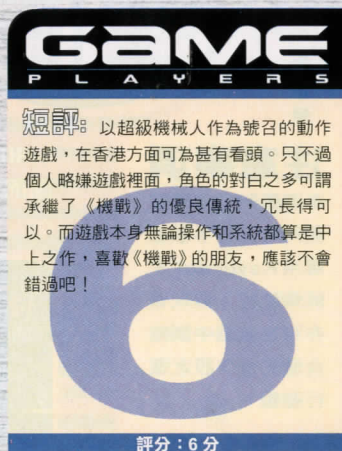 GAME
PLAYERS
短評: 以超級機械人作為號召的動作
遊戲，在香港方面可為甚有看頭。只不過
個人略嫌遊戲裡面，角色的對白之多可謂
承繼了《機戰》的優良傳統，冗長得可
以。而遊戲本身無論操作和系統都算是中
上之作，喜歡《機戰》的朋友，應該不會
錯過吧！
6
評分：6分